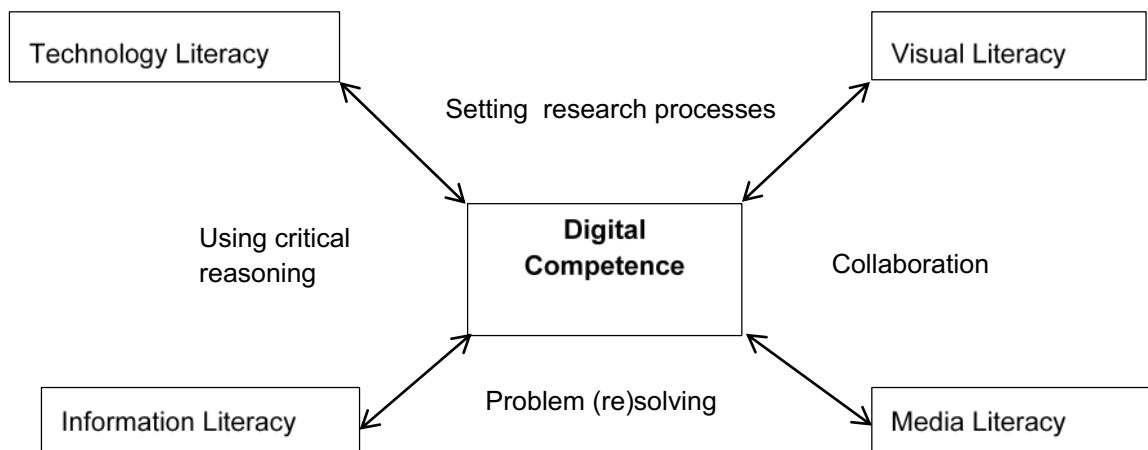 Technology Literacy
Visual Literacy
Setting research processes
Using critical
reasoning
Digital
Competence
Collaboration
Problem (re)solving
Information Literacy
Media Literacy